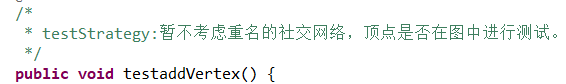 /*
* testStrategy:暂不考虑重名的社交网络，顶点是否在图中进行测试。
*/
public void testaddVertex() {